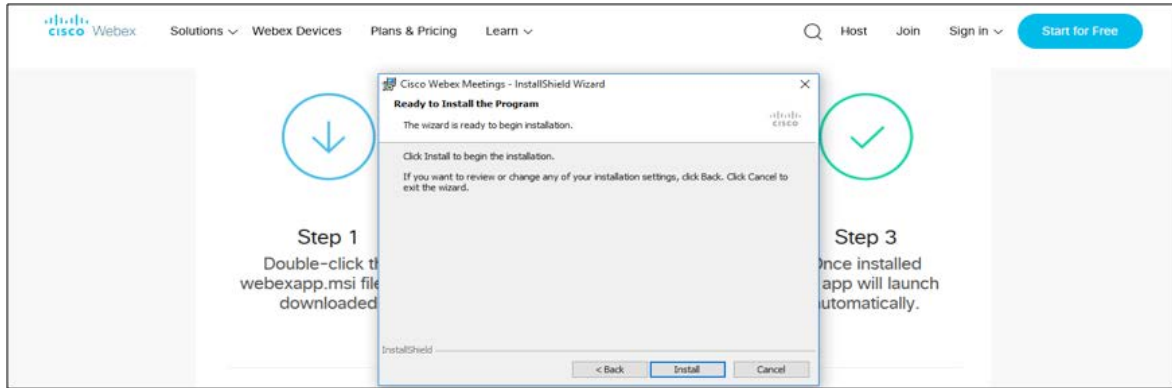 CISCO Webex Solutions Webex Devices Plans & Pricing Learn Host Join Sign in Start for Free
Cisco Webex Meetings - InstallShield Wizard
Ready to Install the Program
The wizard is ready to begin installation.
CISCO
Click Install to begin the installation.
If you want to review or change any of your installation settings, click Back. Click Cancel to
exit the wizard.
Step 1
Double-click
webexapp.msi
downloaded
Step 3
installed
app will launch
automatically.
InstallShield
< Back Install Cancel